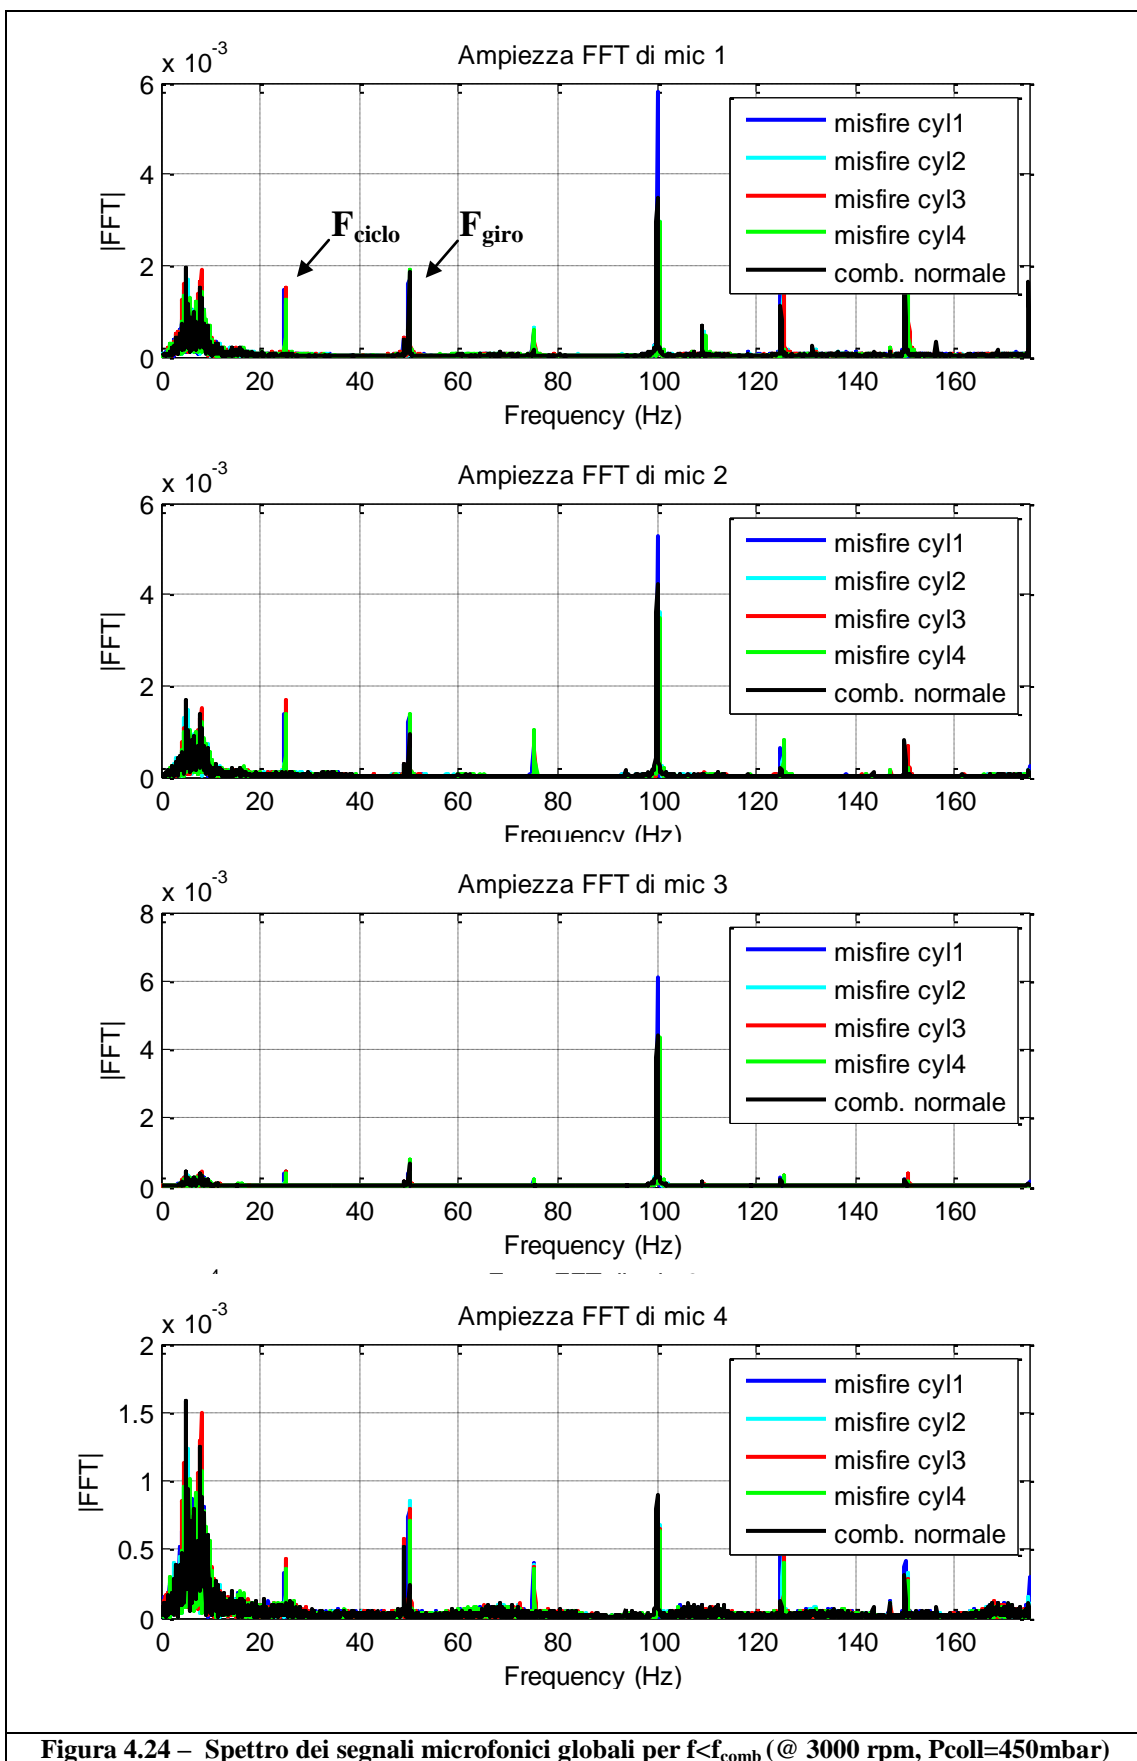 x 10-3
Ampiezza FFT di mic 1
6
4
2
0
|FFT|
Fciclo
Fgiro
misfire cyl1
misfire cyl2
misfire cyl3
misfire cyl4
comb. normale
0 20 40 60 80 100 120 140 160
Frequency (Hz)
x 10-3
Ampiezza FFT di mic 2
6
4
2
0
|FFT|
misfire cyl1
misfire cyl2
misfire cyl3
misfire cyl4
comb. normale
0 20 40 60 80 100 120 140 160
Frequency (Hz)
x 10-3
Ampiezza FFT di mic 3
8
6
4
2
0
|FFT|
misfire cyl1
misfire cyl2
misfire cyl3
misfire cyl4
comb. normale
0 20 40 60 80 100 120 140 160
Frequency (Hz)
x 10-3
Ampiezza FFT di mic 4
2
1.5
1
0.5
0
|FFT|
misfire cyl1
misfire cyl2
misfire cyl3
misfire cyl4
comb. normale
0 20 40 60 80 100 120 140 160
Frequency (Hz)
Figura 4.24 – Spettro dei segnali microfonici globali per f<fcomb (@ 3000 rpm, Pcoll=450mbar)